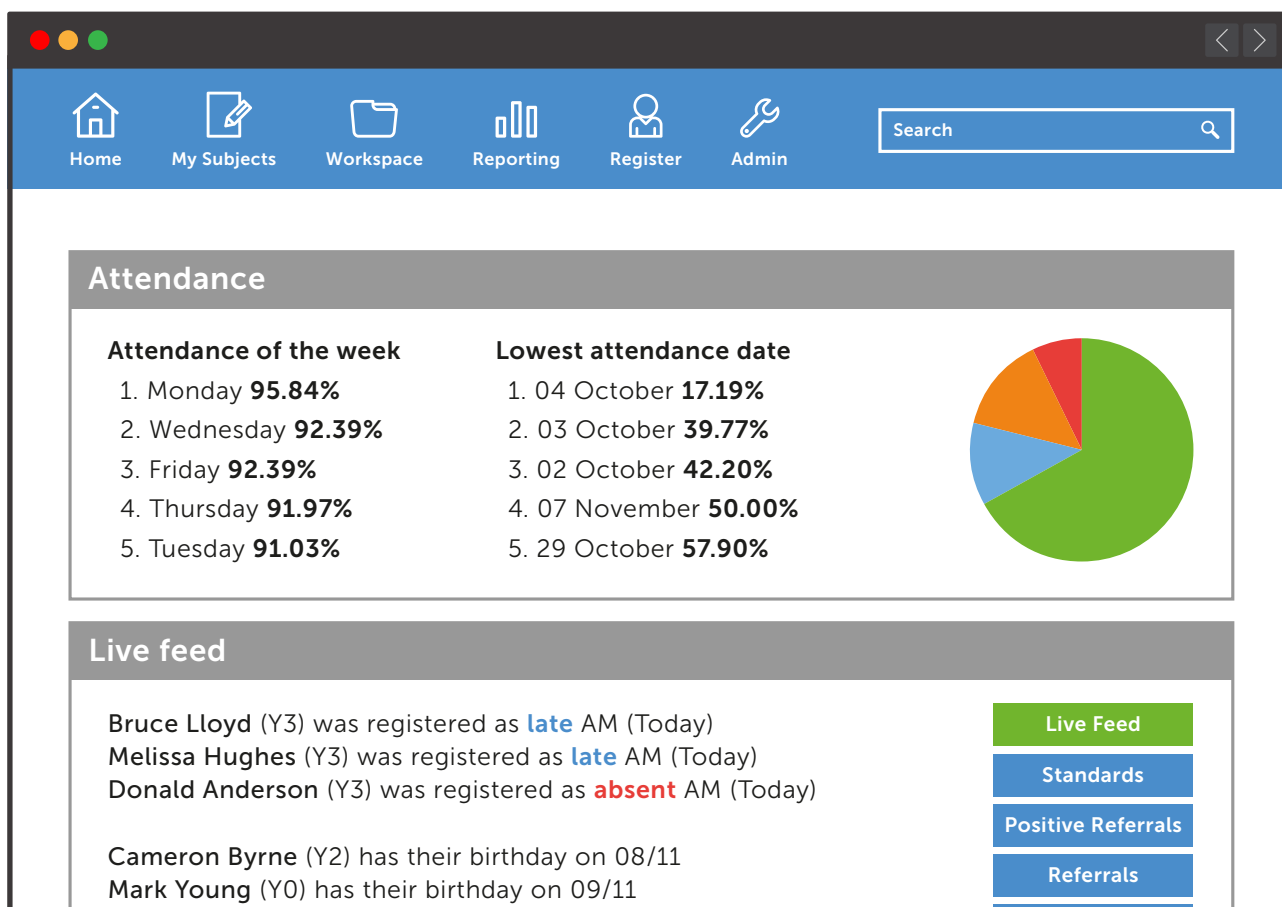 Home
My Subjects
Workspace
Reporting
Register
Admin
Search
Attendance
Attendance of the week
1. Monday 95.84%
2. Wednesday 92.39%
3. Friday 92.39%
4. Thursday 91.97%
5. Tuesday 91.03%
Lowest attendance date
1. 04 October 17.19%
2. 03 October 39.77%
3. 02 October 42.20%
4. 07 November 50.00%
5. 29 October 57.90%
Live feed
Bruce Lloyd (Y3) was registered as late AM (Today)
Melissa Hughes (Y3) was registered as late AM (Today)
Donald Anderson (Y3) was registered as absent AM (Today)
Cameron Byrne (Y2) has their birthday on 08/11
Mark Young (Y0) has their birthday on 09/11
Live Feed
Standards
Positive Referrals
Referrals